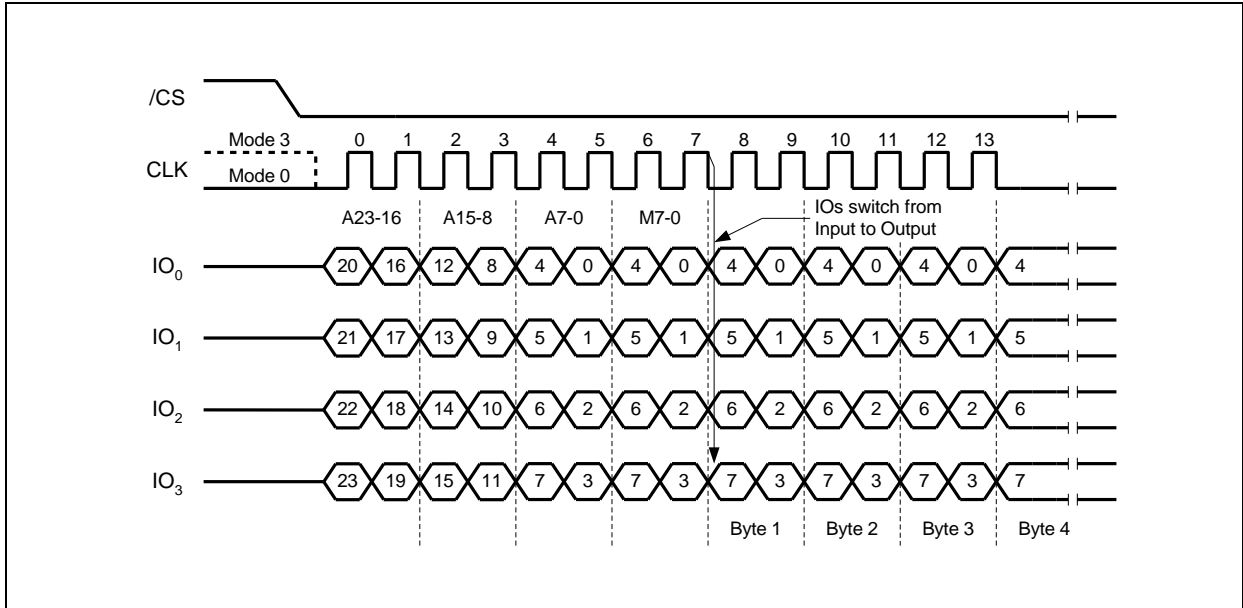 /CS
Mode 3 0 1 2 3 4 5 6 7 8 9 10 11 12 13
CLK
Mode 0
A23-16 A15-8 A7-0 M7-0 IOs switch from
Input to Output
IO0 20 16 12 8 4 0 4 0 4 0 4 0 4 0 4
IO1 21 17 13 9 5 1 5 1 5 1 5 1 5 1 5
IO2 22 18 14 10 6 2 6 2 6 2 6 2 6 2 6
IO3 23 19 15 11 7 3 7 3 7 3 7 3 7 3 7
Byte 1 Byte 2 Byte 3 Byte 4